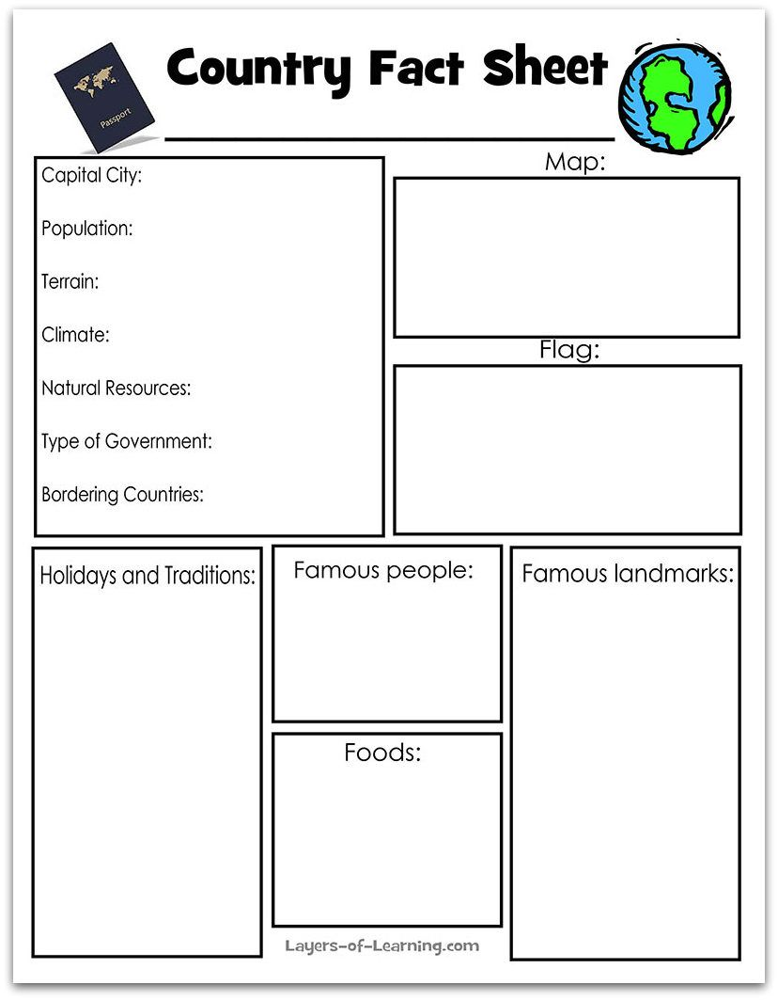 Country Fact Sheet
Passport
Capital City:
Population:
Terrain:
Climate:
Natural Resources:
Type of Government:
Bordering Countries:
Map:
Flag:
Holidays and Traditions:
Famous people:
Foods:
Famous landmarks:
Layers-of-Learning.com